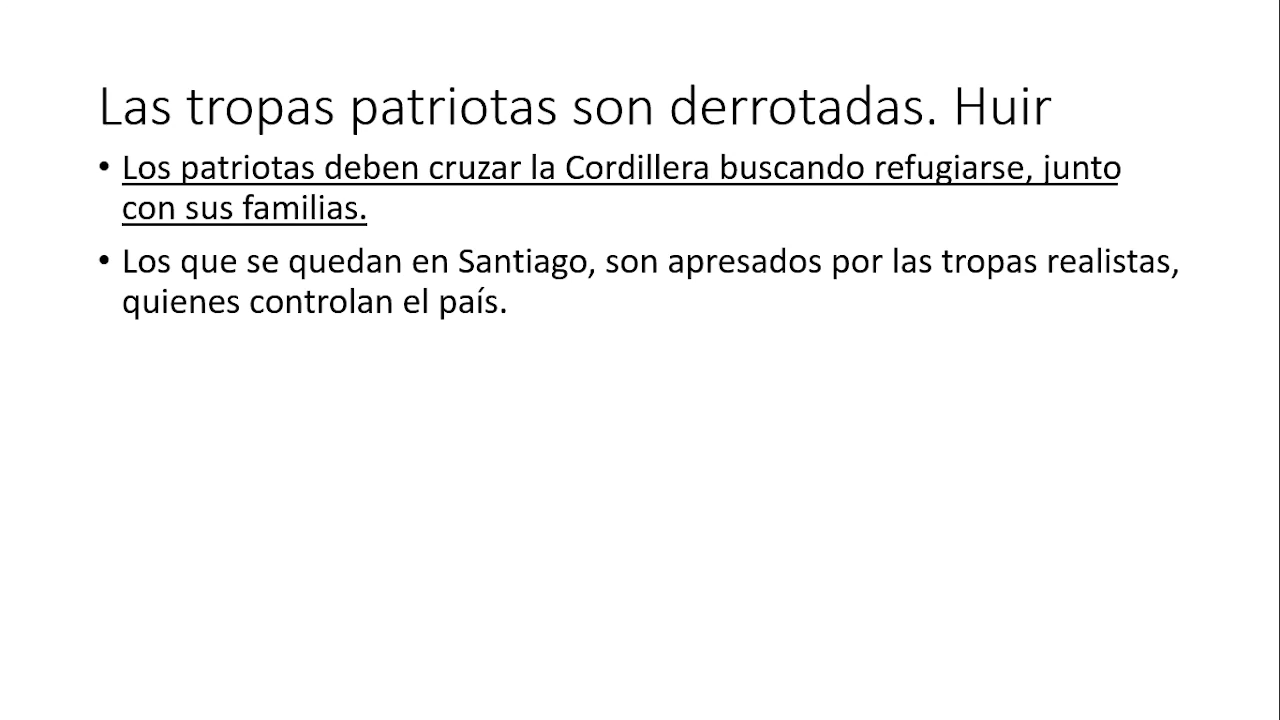 Las tropas patriotas son derrotadas. Huir
• Los patriotas deben cruzar la Cordillera buscando refugiarse, junto
con sus familias.
• Los que se quedan en Santiago, son apresados por las tropas realistas,
quienes controlan el país.